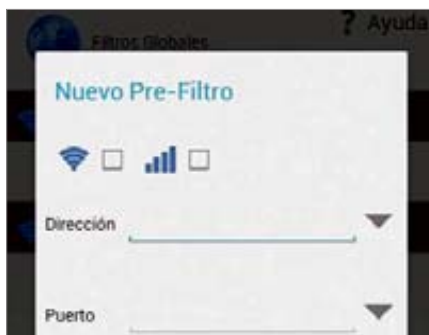 ? Ayuda
Filtros Globales
Nuevo Pre-Filtro
Dirección
Puerto